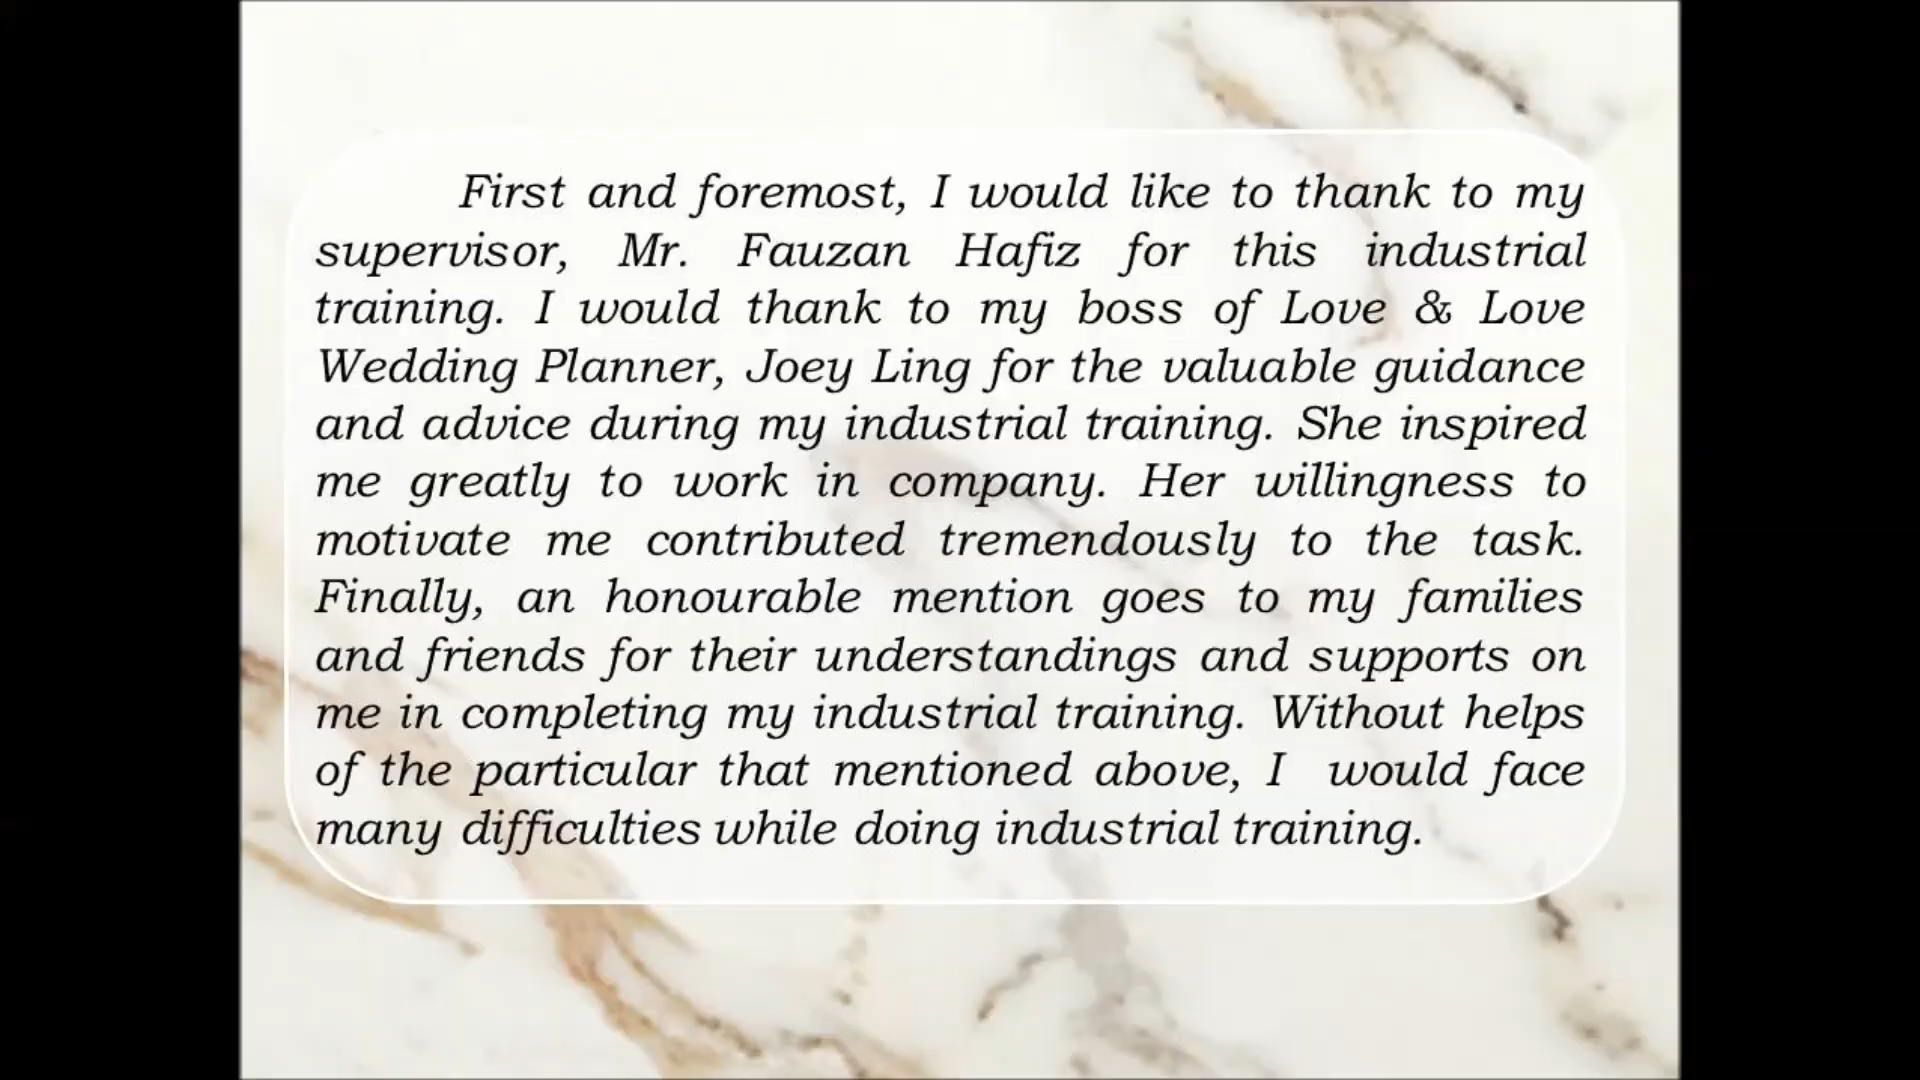 First and foremost, I would like to thank to my
supervisor, Mr. Fauzan Hafiz for this industrial
training. I would thank to my boss of Love & Love
Wedding Planner, Joey Ling for the valuable guidance
and advice during my industrial training. She inspired
me greatly to work in company. Her willingness to
motivate me contributed tremendously to the task.
Finally, an honourable mention goes to my families
and friends for their understandings and supports on
me in completing my industrial training. Without helps
of the particular that mentioned above, I would face
many difficulties while doing industrial training.